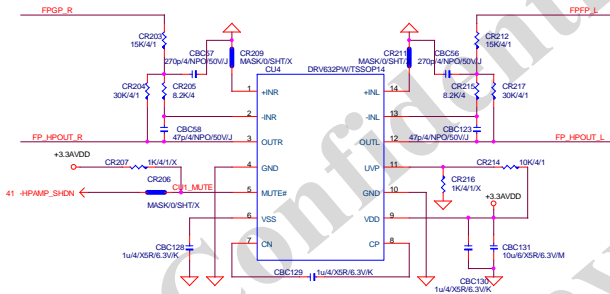 FPGP_R
FPFP_L
CR203
15K/4/1
CR212
15K/4/1
CBC57
270p/4/NPO/50V/J
CR209
MASK/0/SHT/X
CR211
MASK/0/SHT/X
CBC56
270p/4/NPO/50V/J
CU4
DRV632PW/TSSOP14
CR204
30K/4/1
CR205
8.2K/4
CR215
8.2K/4
CR217
30K/4/1
1
+INR
+INL
14
2
-INR
-INL
13
FP_HPOUT_R
CBC58
47p/4/NPO/50V/J
3
OUTR
OUTL
12
CBC123
47p/4/NPO/50V/J
FP_HPOUT_L
+3.3AVDD
CR207
1K/4/1/X
4
GND
UVP
11
CR214
10K/4/1
CR216
1K/4/1/X
41 -HPAMP_SHDN
CR206
CU1_MUTE
MASK/0/SHT/X
5
MUTE#
GND
10
+3.3AVDD
6
VSS
VDD
9
CBC128
1u/4/X5R/6.3V/K
7
CN
CP
8
CBC129
1u/4/X5R/6.3V/K
CBC131
10u/6/X5R/6.3V/M
CBC130
1u/4/X5R/6.3V/K